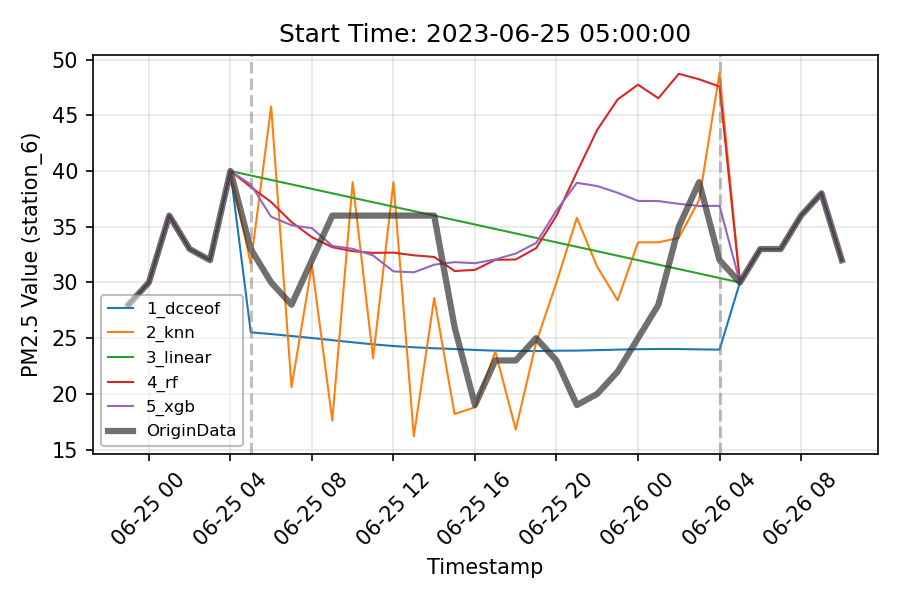 Start Time: 2023-06-25 05:00:00
PM2.5 Value (station_6)
50
45
40
35
30
25
20
15
1_dcceof
2_knn
3_linear
4_rf
5_xgb
OriginData
06-25 00
06-25 04
06-25 08
06-25 12
06-25 16
06-25 20
06-26 00
06-26 04
06-26 08
Timestamp